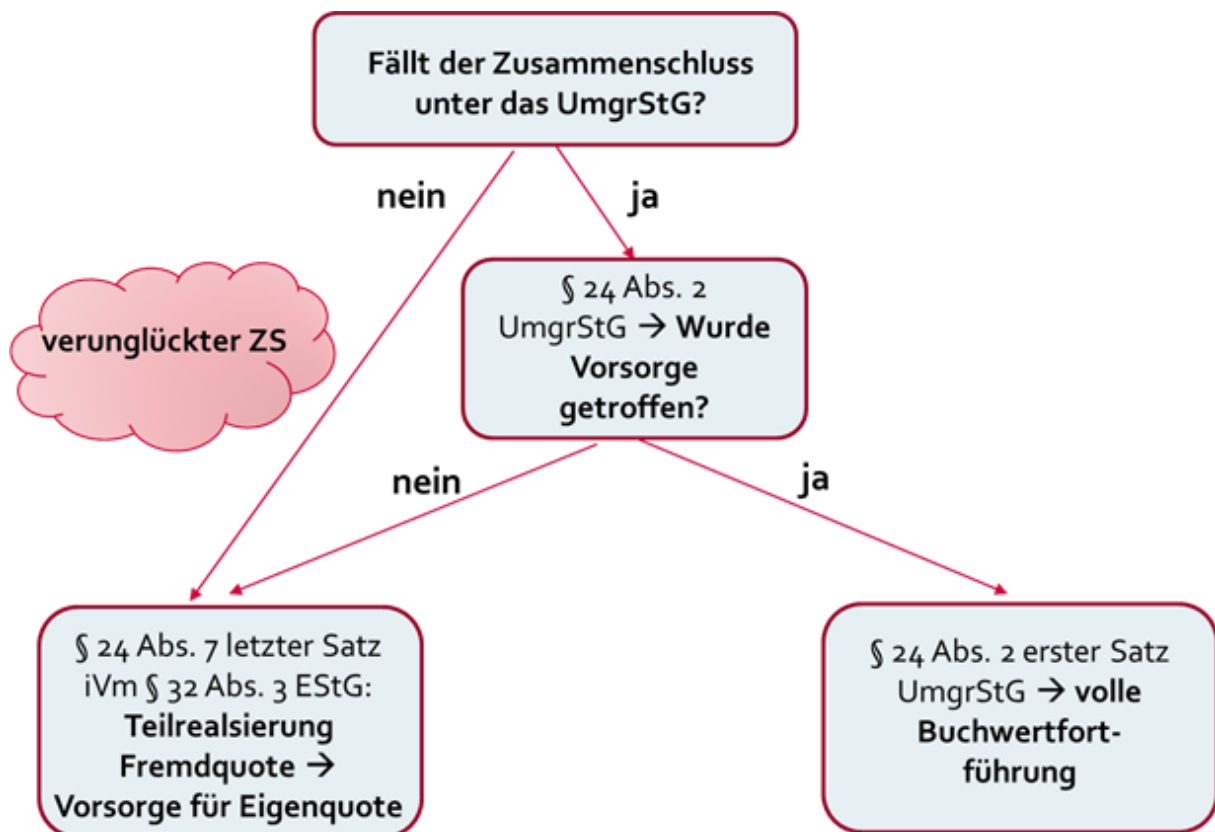 Fällt der Zusammenschluss
unter das UmgrStG?
nein
ja
verunglückter ZS
§ 24 Abs. 2
UmgrStG → Wurde
Vorsorge
getroffen?
nein
ja
§ 24 Abs. 7 letzter Satz
iVm § 32 Abs. 3 EStG:
Teilrealsierung
Fremdquote →
Vorsorge für Eigenquote
§ 24 Abs. 2 erster Satz
UmgrStG → volle
Buchwertfort-
führung